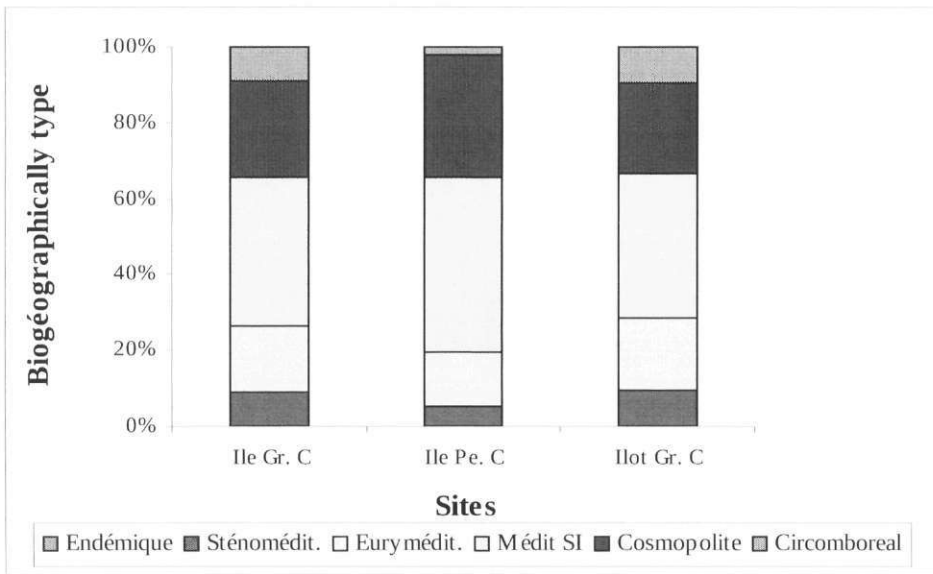 100%
80%
60%
40%
20%
0%
Biogéographically type
Ile Gr. C Ile Pe. C Ilot Gr. C
Sites
Endémique Sténomédit. Eurymédit. Médit SI Cosmopolite Circomboreal